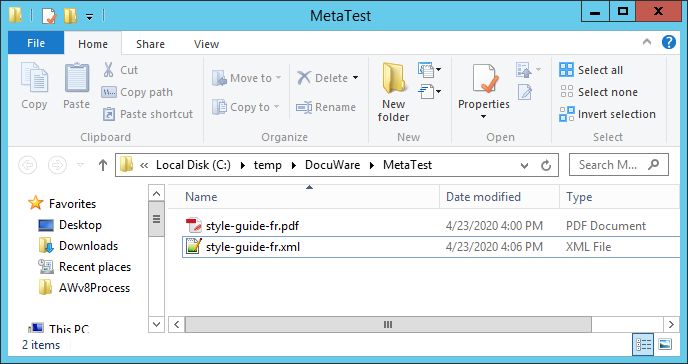 MetaTest
File Home Share View
Copy
Paste
Cut
Copy path
Paste shortcut
Clipboard
Move to
Copy to
Delete
Rename
Organize
New
folder
New
Properties
Open
Select all
Select none
Invert selection
Select
Local Disk (C:) temp DocuWare MetaTest
Search M...
Favorites
Desktop
Downloads
Recent places
AWv8Process
This PC
Name Date modified Type
style-guide-fr.pdf 4/23/2020 4:00 PM PDF Document
style-guide-fr.xml 4/23/2020 4:06 PM XML File
2 items